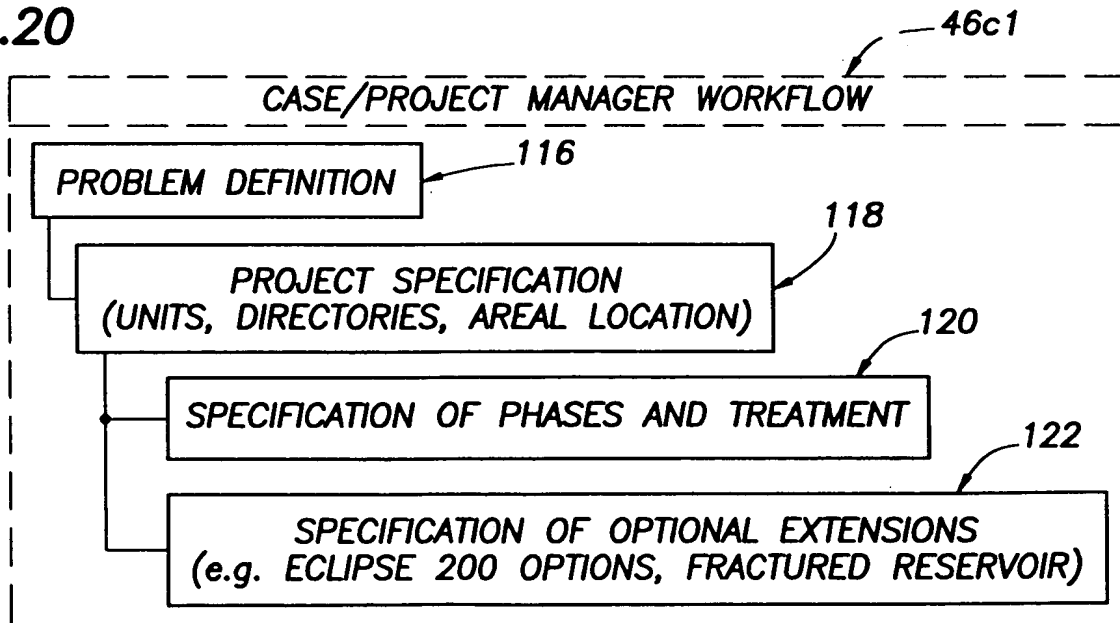 .20
46c1
CASE/PROJECT MANAGER WORKFLOW
116
PROBLEM DEFINITION
118
PROJECT SPECIFICATION
(UNITS, DIRECTORIES, AREAL LOCATION)
120
SPECIFICATION OF PHASES AND TREATMENT
122
SPECIFICATION OF OPTIONAL EXTENSIONS
(e.g. ECLIPSE 200 OPTIONS, FRACTURED RESERVOIR)